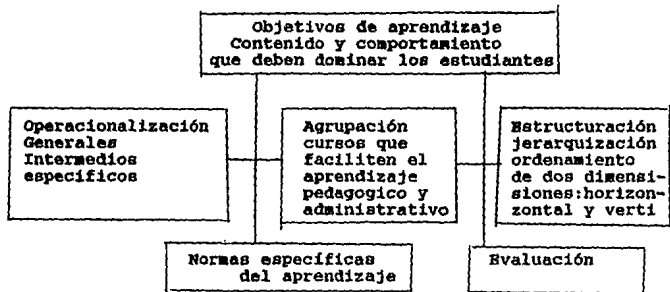 Objetivos de aprendizaje
Contenido y comportamiento
que deben dominar los estudiantes
Operacionalización
Generales
Intermedios
específicos
Agrupación
cursos que
faciliten el
aprendizaje
pedagogico y
administrativo
Estructuración
jerarquización
ordenamiento
de dos dimensi-
siones:horizon-
zontal y verti
Normas específicas
del aprendizaje
Evaluación